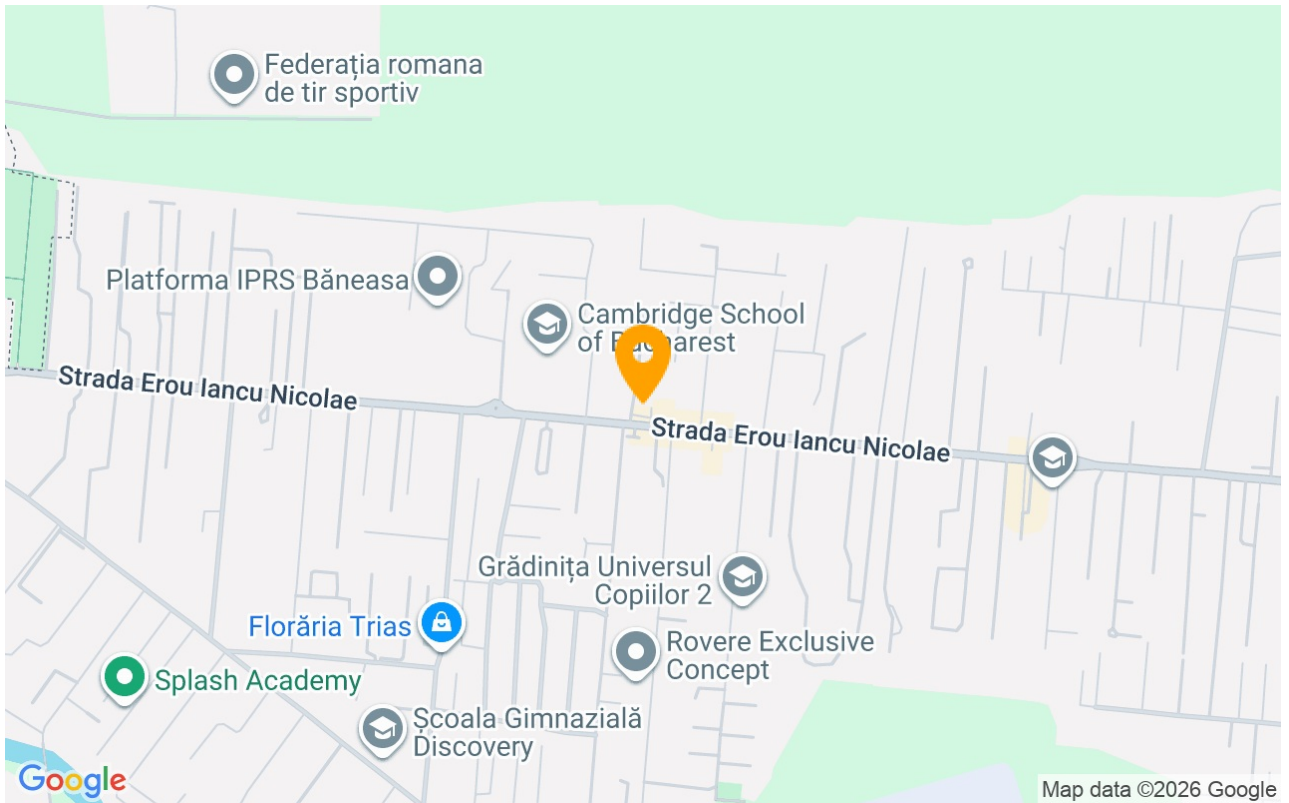 Federația romana
de tir sportiv
Platforma IPRS Băneasa
Cambridge School
of Bucharest
Strada Erou Iancu Nicolae
Strada Erou Iancu Nicolae
Grădinița Universul
Copiilor 2
Florăria Trias
Rovere Exclusive
Concept
Splash Academy
Școala Gimnazială
Discovery
Google
Map data ©2026 Google